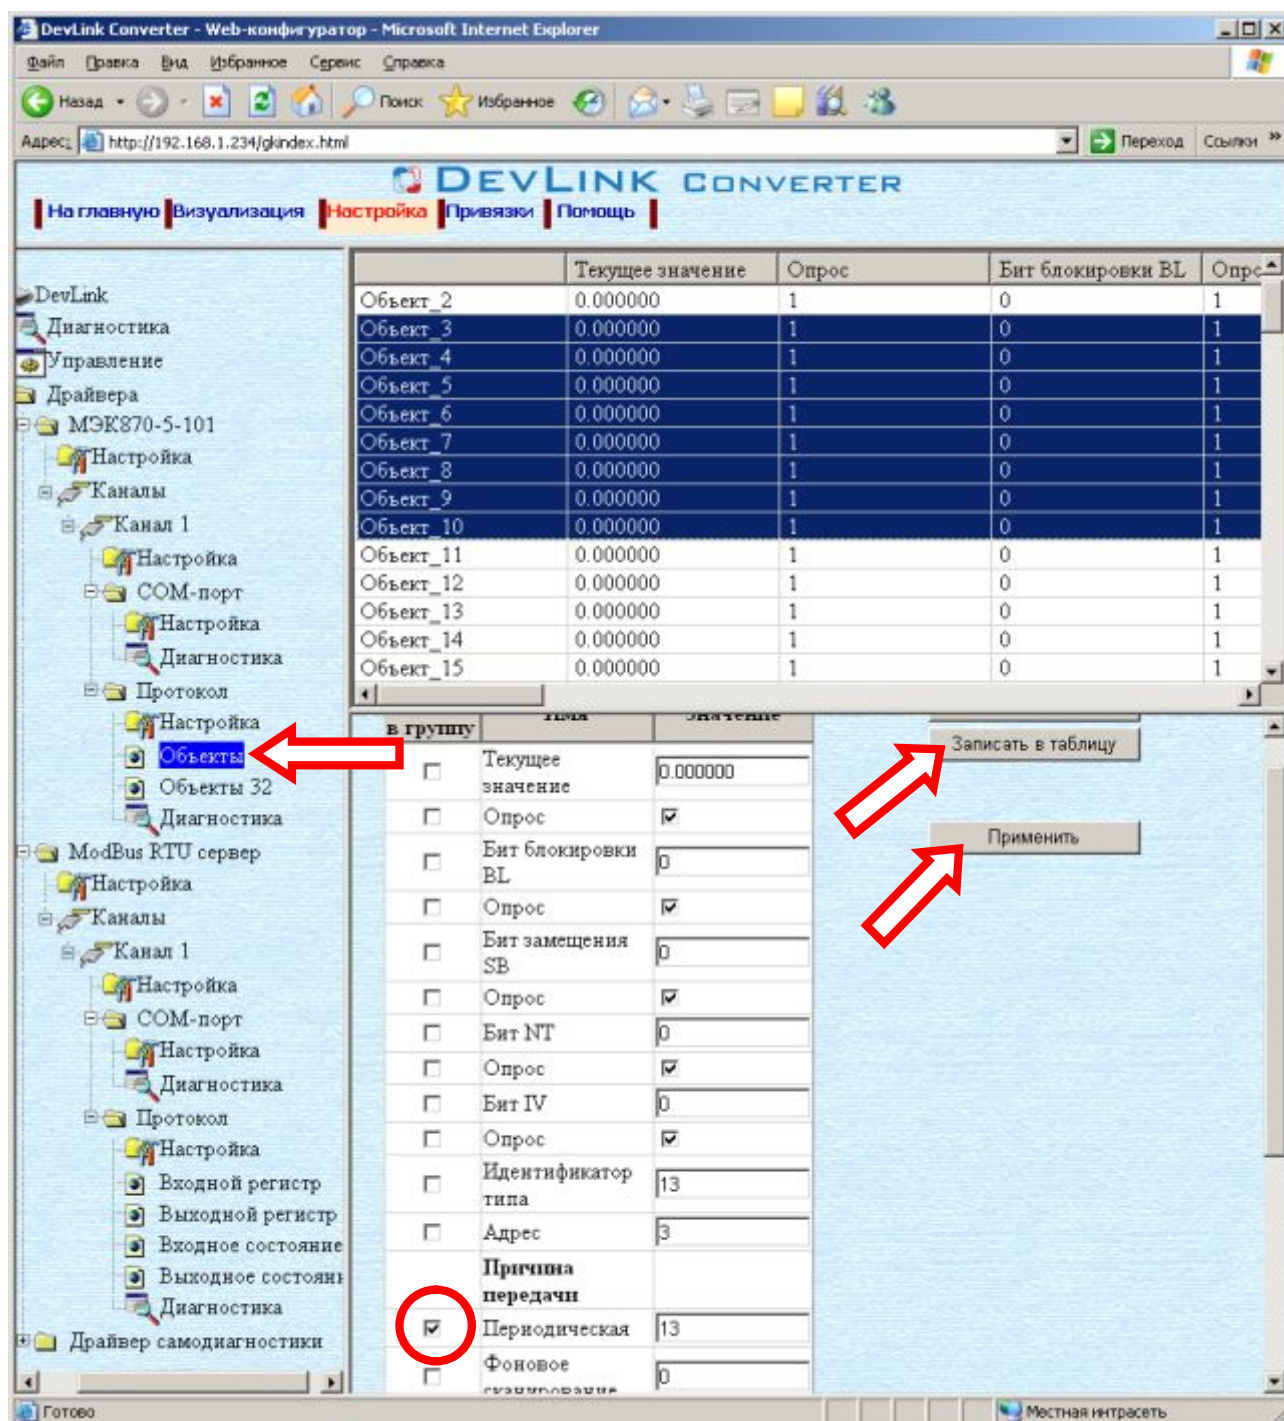 DevLink Converter - Web-конфигуратор - Microsoft Internet Explorer
Файл Правка Вид Избранное Сервис Справка
Назад Поиск Избранное
Адрес: http://192.168.1.234/gkindex.html Переход Ссылки »
DEVLINK CONVERTER
На главную Визуализация Настройка Привязки Помощь
DevLink
Диагностика
Управление
Драйвера
МЭК870-5-101
Настройка
Каналы
Канал 1
Настройка
COM-порт
Настройка
Диагностика
Протокол
Настройка
Объекты
Объекты 32
Диагностика
ModBus RTU сервер
Настройка
Каналы
Канал 1
Настройка
COM-порт
Настройка
Диагностика
Протокол
Настройка
Входной регистр
Выходной регистр
Входное состояние
Выходное состоян
Диагностика
Драйвер самодиагностики
Текущее значение Опрос Бит блокировки BL Опрс
Объект_2 0.000000 1 0 1
Объект_3 0.000000 1 0 1
Объект_4 0.000000 1 0 1
Объект_5 0.000000 1 0 1
Объект_6 0.000000 1 0 1
Объект_7 0.000000 1 0 1
Объект_8 0.000000 1 0 1
Объект_9 0.000000 1 0 1
Объект_10 0.000000 1 0 1
Объект_11 0.000000 1 0 1
Объект_12 0.000000 1 0 1
Объект_13 0.000000 1 0 1
Объект_14 0.000000 1 0 1
Объект_15 0.000000 1 0 1
в группу Имя Значение
Текущее
значение 0.000000
Опрос
Бит блокировки
BL 0
Опрос
Бит замещения
SB 0
Опрос
Бит NT 0
Опрос
Бит IV 0
Опрос
Идентификатор
типа 13
Адрес 3
Причина
передачи
Периодическая 13
Фоновое
сканирование 0
Записать в таблицу
Применить
Готово Местная интрасеть